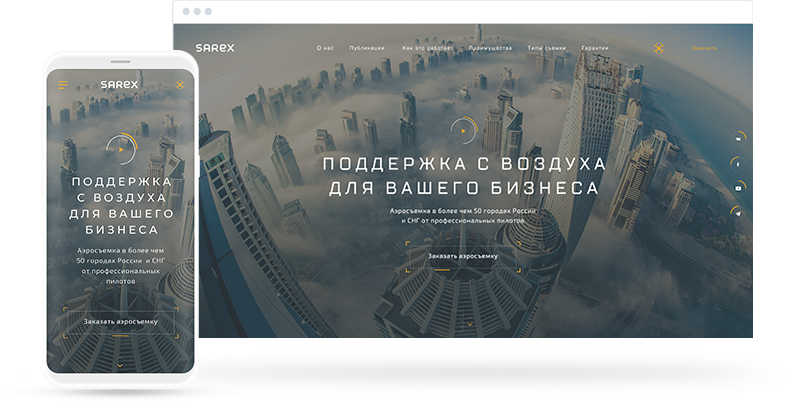 SAREX
О нас Публикации Как это работает Преимущества Типы съемки Гарантии Заказать
ПОДДЕРЖКА С ВОЗДУХА
ДЛЯ ВАШЕГО БИЗНЕСА
Аэросъемка в более чем 50 городах России
и СНГ от профессиональных пилотов
Заказать аэросъемку
SAREX
ПОДДЕРЖКА
С ВОЗДУХА
ДЛЯ ВАШЕГО
БИЗНЕСА
Аэросъемка в более чем
50 городах России и СНГ
от профессиональных
пилотов
Заказать аэросъемку